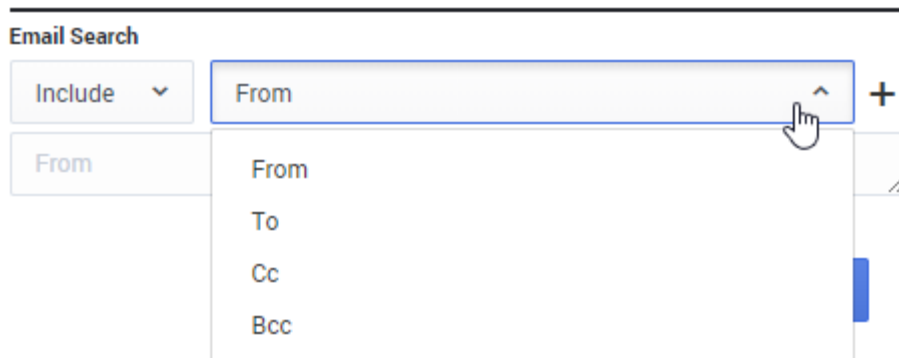 Email Search
Include From +
From
From
To
Cc
Bcc